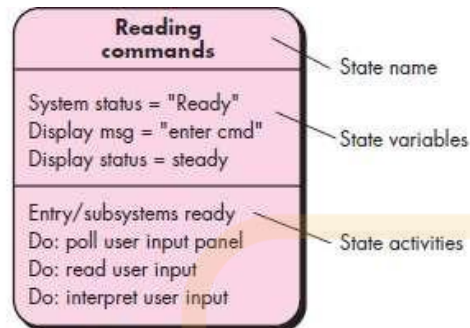 Reading
commands
State name
System status = "Ready"
Display msg = "enter cmd"
Display status = steady
State variables
Entry/subsystems ready
Do: poll user input panel
Do: read user input
Do: interpret user input
State activities